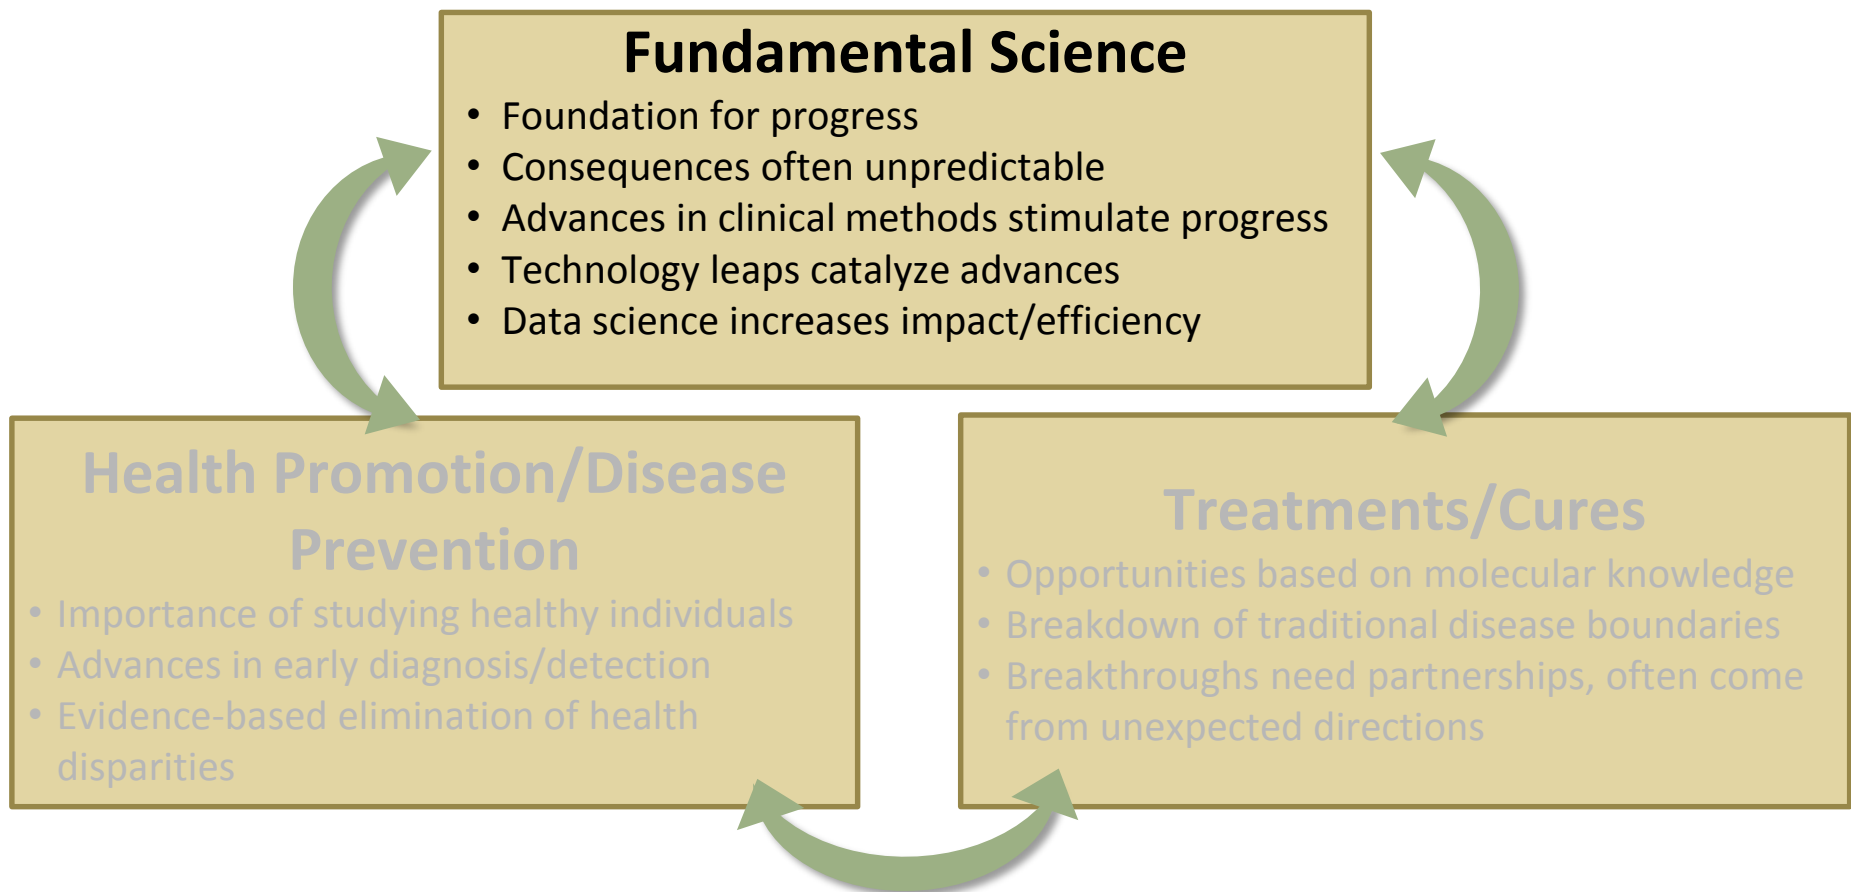 Fundamental Science
• Foundation for progress
• Consequences often unpredictable
• Advances in clinical methods stimulate progress
• Technology leaps catalyze advances
• Data science increases impact/efficiency
Health Promotion/Disease
Prevention
• Importance of studying healthy individuals
• Advances in early diagnosis/detection
• Evidence-based elimination of health
disparities
Treatments/Cures
• Opportunities based on molecular knowledge
• Breakdown of traditional disease boundaries
• Breakthroughs need partnerships, often come
from unexpected directions